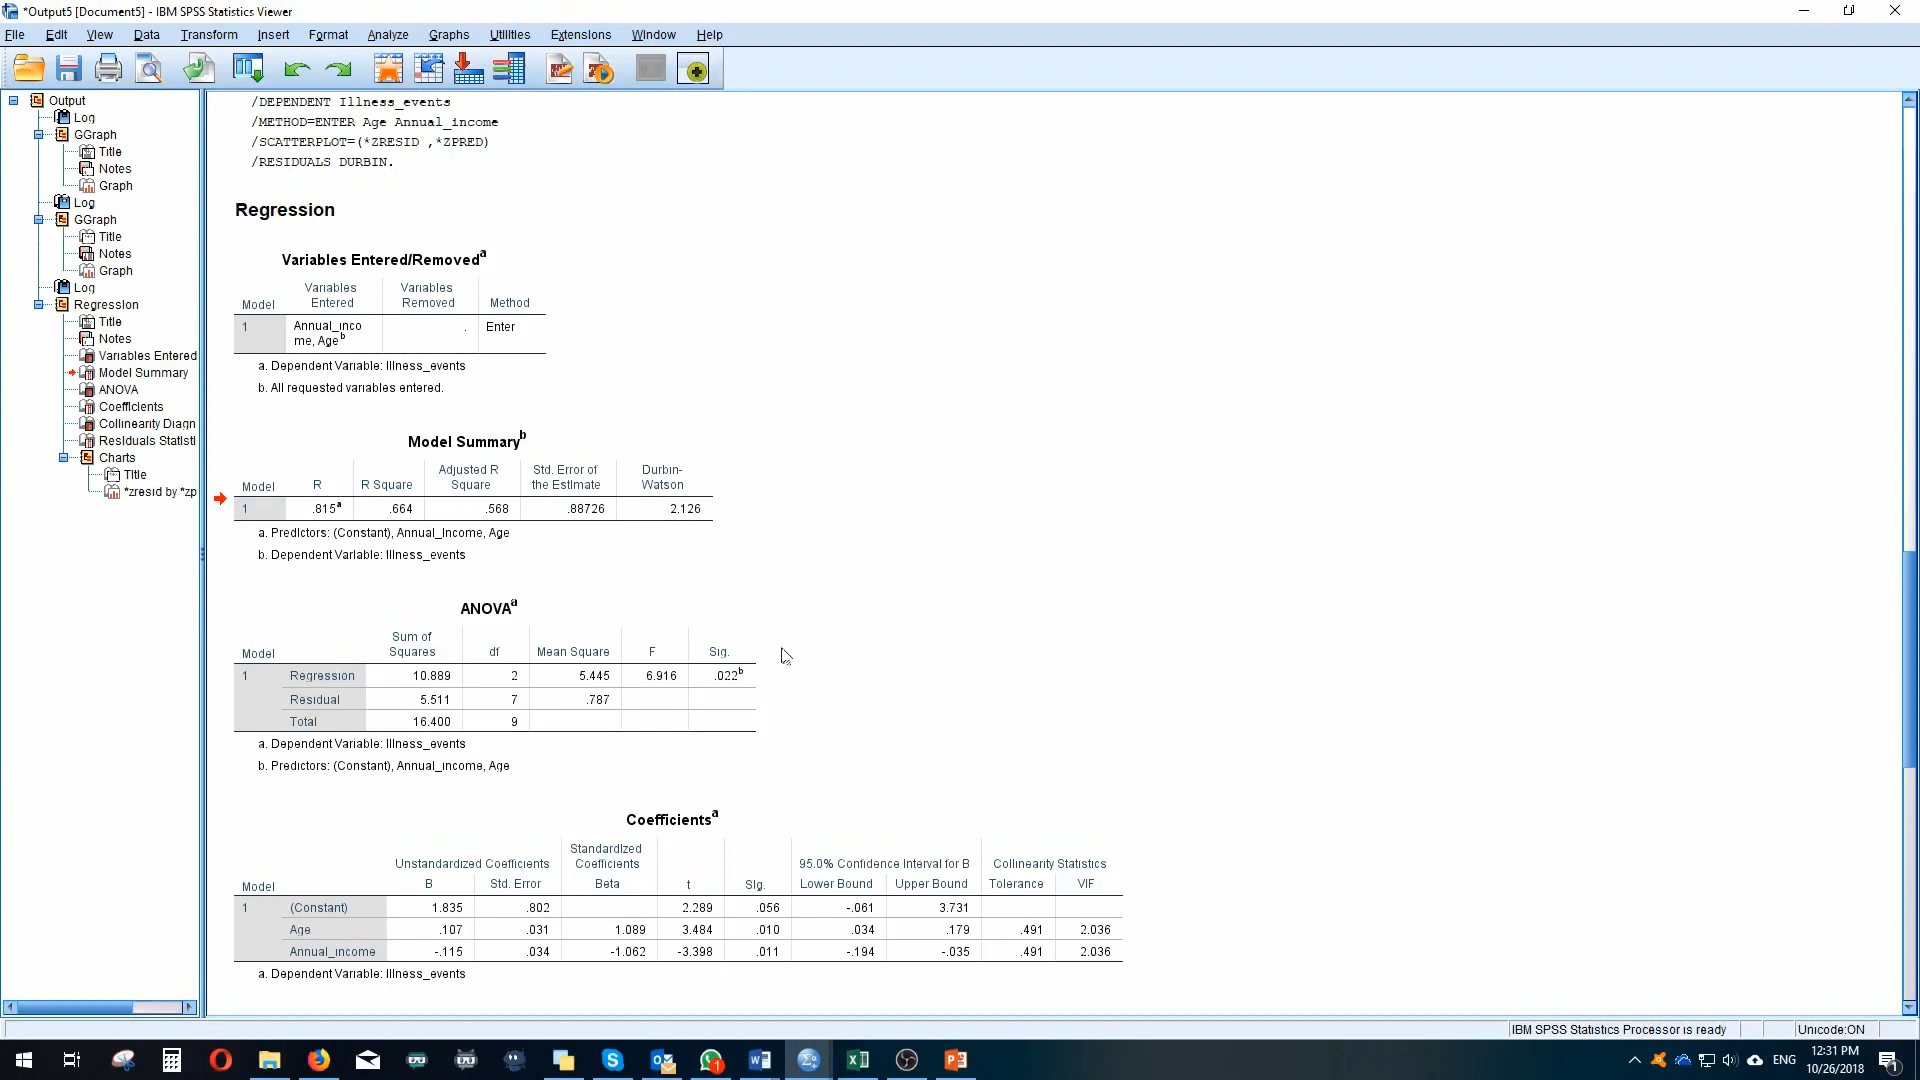 *Output5 [Document5] - IBM SPSS Statistics Viewer
File Edit View Data Transform Insert Format Analyze Graphs Utilities Extensions Window Help
Output
Log
GGraph
Title
Notes
Graph
Log
GGraph
Title
Notes
Graph
Log
Regression
Title
Notes
Variables Entered
Model Summary
ANOVA
Coefficients
Collinearity Diagn
Residuals Statisti
Charts
Title
*zresid by *zp
/DEPENDENT Illness_events
/METHOD=ENTER Age Annual_income
/SCATTERPLOT=(*ZRESID ,*ZPRED)
/RESIDUALS DURBIN.
Regression
Variables Entered/Removed a
Model Variables Entered Variables Removed Method
1 Annual_income, Age b . Enter
a. Dependent Variable: Illness_events
b. All requested variables entered.
Model Summary b
Model R R Square Adjusted R Square Std. Error of the Estimate Durbin-Watson
1 .815 a .664 .568 .88726 2.126
a. Predictors: (Constant), Annual_income, Age
b. Dependent Variable: Illness_events
ANOVA a
Model Sum of Squares df Mean Square F Sig.
1 Regression 10.889 2 5.445 6.916 .022 b
Residual 5.511 7 .787
Total 16.400 9
a. Dependent Variable: Illness_events
b. Predictors: (Constant), Annual_income, Age
Coefficients a
Unstandardized Coefficients Standardized Coefficients 95.0% Confidence Interval for B Collinearity Statistics
Model B Std. Error Beta t Sig. Lower Bound Upper Bound Tolerance VIF
1 (Constant) 1.835 .802 2.289 .056 -.061 3.731
Age .107 .031 1.089 3.484 .010 .034 .179 .491 2.036
Annual_income -.115 .034 -1.062 -3.398 .011 -.194 -.035 .491 2.036
a. Dependent Variable: Illness_events
IBM SPSS Statistics Processor is ready Unicode:ON
ENG
12:31 PM
10/26/2018